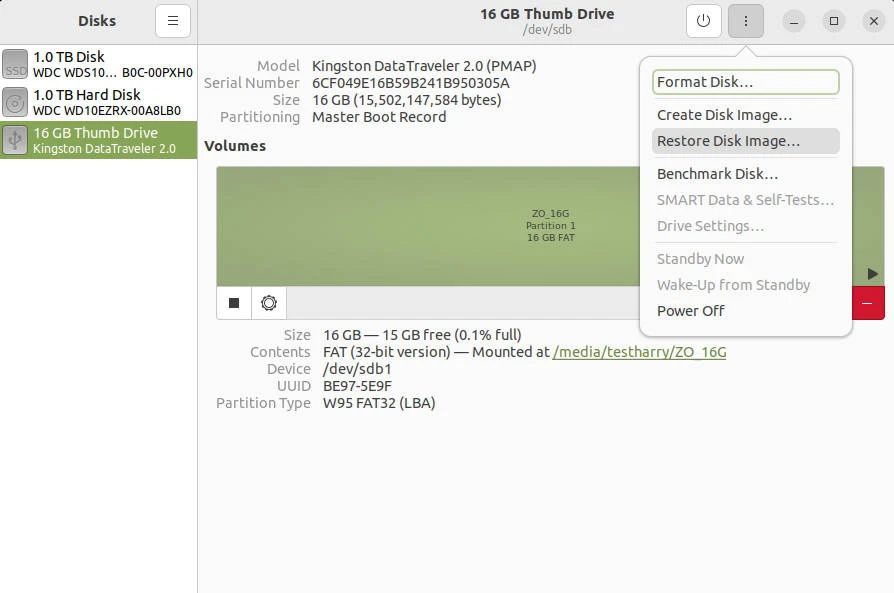 Disks
16 GB Thumb Drive
/dev/sdb
1.0 TB Disk
WDC WDS10… B0C-00PXH0
SSD
1.0 TB Hard Disk
WDC WD10EZRX-00A8LB0
16 GB Thumb Drive
Kingston DataTraveler 2.0
Model Kingston DataTraveler 2.0 (PMAP)
Serial Number 6CF049E16B59B241B950305A
Size 16 GB (15,502,147,584 bytes)
Partitioning Master Boot Record
Volumes
ZO_16G
Partition 1
16 GB FAT
Size 16 GB — 15 GB free (0.1% full)
Contents FAT (32-bit version) — Mounted at /media/testharry/ZO_16G
Device /dev/sdb1
UUID BE97-5E9F
Partition Type W95 FAT32 (LBA)
Format Disk…
Create Disk Image…
Restore Disk Image…
Benchmark Disk…
SMART Data & Self-Tests…
Drive Settings…
Standby Now
Wake-Up from Standby
Power Off